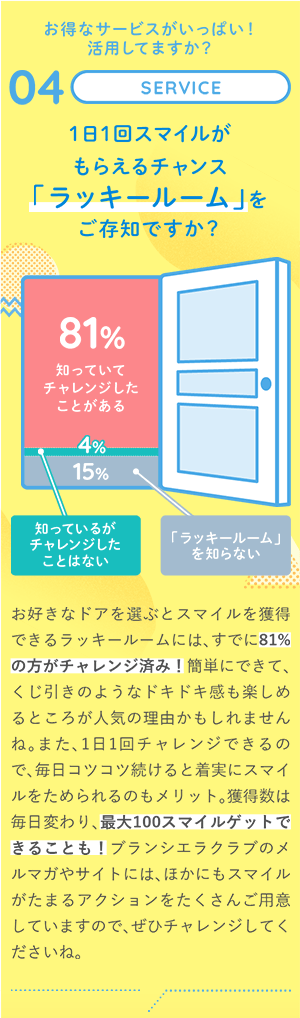 お得なサービスがいっぱい！
活用してますか？
04 SERVICE
1日1回スマイルが
もらえるチャンス
「ラッキールーム」を
ご存知ですか？
81%
知っていて
チャレンジした
ことがある
4%
15%
知っているが
チャレンジした
ことはない
「ラッキールーム」
を知らない
お好きなドアを選ぶとスマイルを獲得
できるラッキールームには、すでに81%
の方がチャレンジ済み！簡単にできて、
くじ引きのようなドキドキ感も楽しめ
るところが人気の理由かもしれません
ね。また、1日1回チャレンジできるの
で、毎日コツコツ続けると着実にスマイ
ルをためられるのもメリット。獲得数は
毎日変わり、最大100スマイルゲットで
きることも！ブランシエラクラブのメ
ルマガやサイトには、ほかにもスマイル
がたまるアクションをたくさんご用意
していますので、ぜひチャレンジしてく
ださいね。